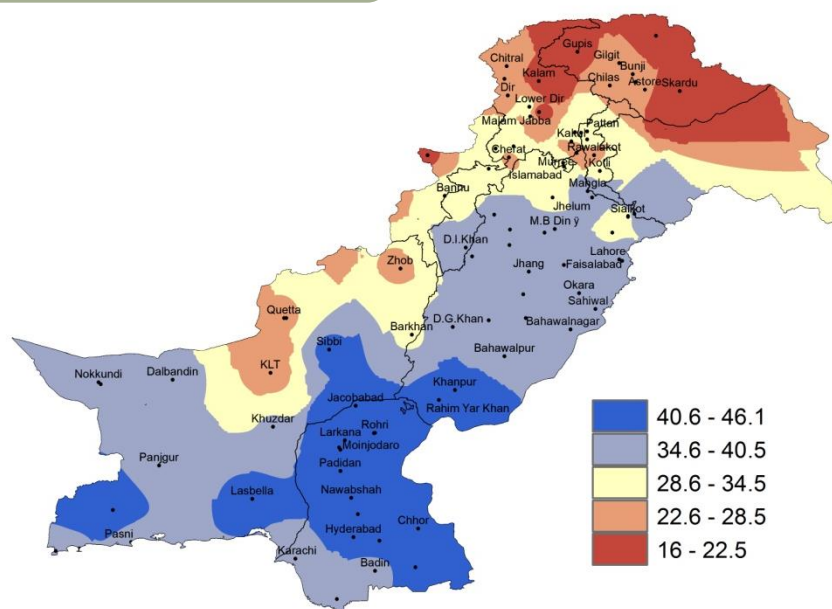 Gupis
Gilgit
Chitral
Bunji
Kalam
Chilas
Astore
Skardu
Dir
Lower Dir
Malam Jabba
Pattan
Kakul
Cherat
Rawalakot
Murree
Kotli
Islamabad
Bannu
Mangla
Jhelum
Sialkot
M.B Din ÿ
D.I.Khan
Lahore
Zhob
Jhang
Faisalabad
Okara
Sahiwal
Quetta
D.G.Khan
Bahawalnagar
Barkhan
Sibbi
Bahawalpur
KLT
Nokkundi
Dalbandin
Khanpur
Jacobabad
Rahim Yar Khan
Khuzdar
Rohri
Larkana
Moinjodaro
Panjgur
Padidan
Lasbella
Nawabshah
Chhor
Pasni
Hyderabad
Karachi
Badin
40.6 - 46.1
34.6 - 40.5
28.6 - 34.5
22.6 - 28.5
16 - 22.5